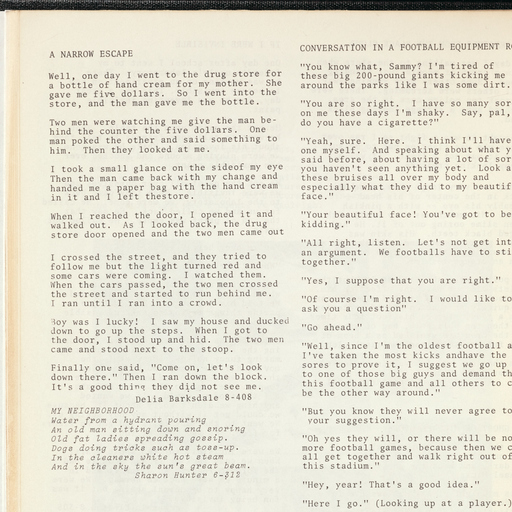 A NARROW ESCAPE
Well, one day I went to the drug store for
a bottle of hand cream for my mother. She
gave me five dollars. So I went into the
store, and the man gave me the bottle.
Two men were watching me give the man be-
hind the counter the five dollars. One
man poked the other and said something to
him. Then they looked at me.
I took a small glance on the sideof my eye
Then the man came back with my change and
handed me a paper bag with the hand cream
in it and I left thestore.
When I reached the door, I opened it and
walked out. As I looked back, the drug
store door opened and the two men came out
I crossed the street, and they tried to
follow me but the light turned red and
some cars were coming. I watched them.
When the cars passed, the two men crossed
the street and started to run behind me.
I ran until I ran into a crowd.
Boy was I lucky! I saw my house and ducked
down to go up the steps. When I got to
the door, I stood up and hid. The two men
came and stood next to the stoop.
Finally one said, "Come on, let's look
down there." Then I ran down the block.
It's a good thing they did not see me.
Delia Barksdale 8-408
MY NEIGHBORHOOD
Water from a hydrant pouring
An old man sitting down and snoring
Old fat ladies spreading gossip.
Dogs doing tricks such as toss-up.
In the cleaners white hot steam
And in the sky the sun's great beam.
Sharon Hunter 6-312
CONVERSATION IN A FOOTBALL EQUIPMENT
"You know what, Sammy? I'm tired of
these big 200-pound giants kicking me
around the parks like I was some dirt.
"You are so right. I have so many
on me these days I'm shaky. Say, pal,
do you have a cigarette?"
"Yeah, sure. Here. I think I'll have
one myself. And speaking about what
said before, about having a lot of
you haven't seen anything yet. Look
these bruises all over my body and
especially what they did to my
face."
"Your beautiful face! You've got to be
kidding."
"All right, listen. Let's not get
an argument. We footballs have to
together."
"Yes, I suppose that you are right."
"Of course I'm right. I would like to
ask you a question"
"Go ahead."
"Well, since I'm the oldest football
I've taken the most kicks andhave the
sores to prove it, I suggest we go up
to one of those big guys and demand
this football game and all others to
be the other way around."
"But you know they will never agree to
your suggestion."
"Oh yes they will, or there will be no
more football games, because then we
all get together and walk right out of
this stadium."
"Hey, year! That's a good idea."
"Here I go." (Looking up at a player.)